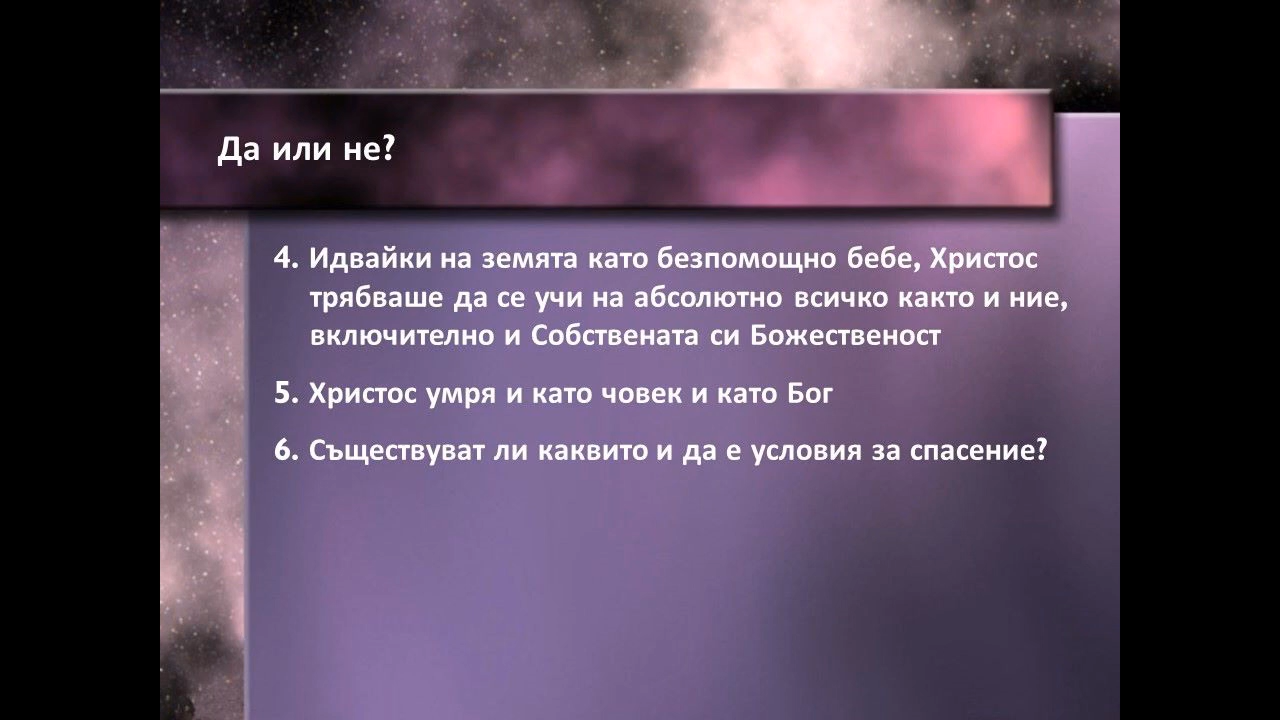 Да или не?
4. Идвайки на земята като безпомощно бебе, Христос
трябваше да се учи на абсолютно всичко както и ние,
включително и Собствената си Божественост
5. Христос умря и като човек и като Бог
6. Съществуват ли каквито и да е условия за спасение?